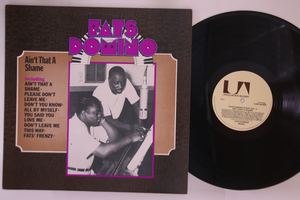 FATS
DOMINO
Ain't That A
Shame
including
AIN'T THAT A
SHAME·
PLEASE DON'T
LEAVE ME·
DON'T YOU KNOW·
ALL BY MYSELF·
YOU SAID YOU
LOVE ME·
DON'T LEAVE ME
THIS WAY·
FATS' FRENZY·
UA